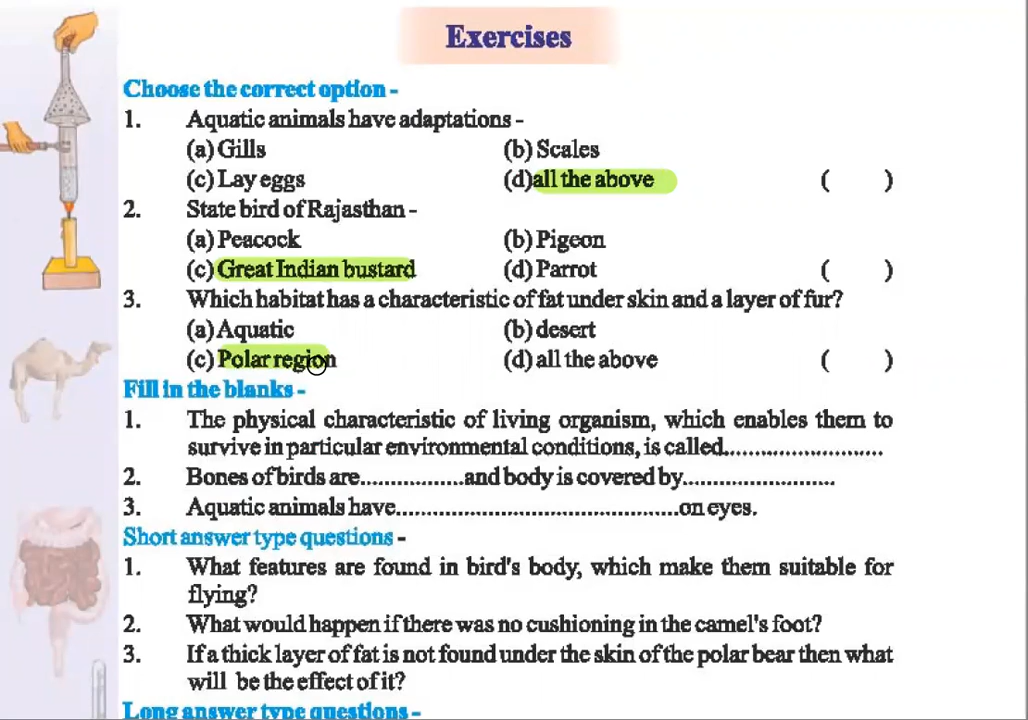 Exercises
Choose the correct option -
1. Aquatic animals have adaptations -
(a) Gills (b) Scales
(c) Lay eggs (d)all the above ( )
2. State bird of Rajasthan -
(a) Peacock (b) Pigeon
(c) Great Indian bustard (d) Parrot ( )
3. Which habitat has a characteristic of fat under skin and a layer of fur?
(a) Aquatic (b) desert
(c) Polar region (d) all the above ( )
Fill in the blanks -
1. The physical characteristic of living organism, which enables them to
survive in particular environmental conditions, is called..........................
2. Bones of birds are.................and body is covered by.........................
3. Aquatic animals have..............................................on eyes.
Short answer type questions -
1. What features are found in bird's body, which make them suitable for
flying?
2. What would happen if there was no cushioning in the camel's foot?
3. If a thick layer of fat is not found under the skin of the polar bear then what
will be the effect of it?
Long answer type questions -